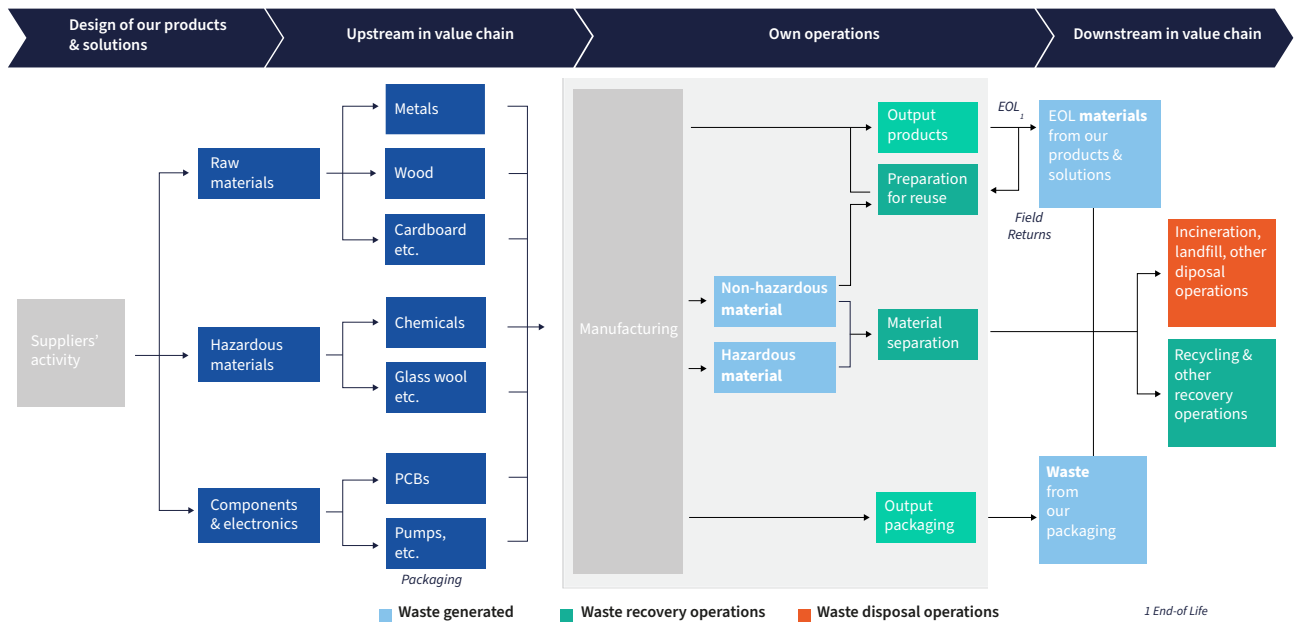 Design of our products
& solutions
Upstream in value chain
Own operations
Downstream in value chain
Suppliers'
activity
Raw
materials
Hazardous
materials
Components
& electronics
Metals
Wood
Cardboard
etc.
Chemicals
Glass wool
etc.
PCBs
Pumps,
etc.
Packaging
Manufacturing
Non-hazardous
material
Hazardous
material
Output
products
Preparation
for reuse
Material
separation
Output
packaging
EOL1
Field
Returns
EOL materials
from our
products &
solutions
Incineration,
landfill, other
diposal
operations
Recycling &
other
recovery
operations
Waste
from
our
packaging
Waste generated
Waste recovery operations
Waste disposal operations
1 End-of Life